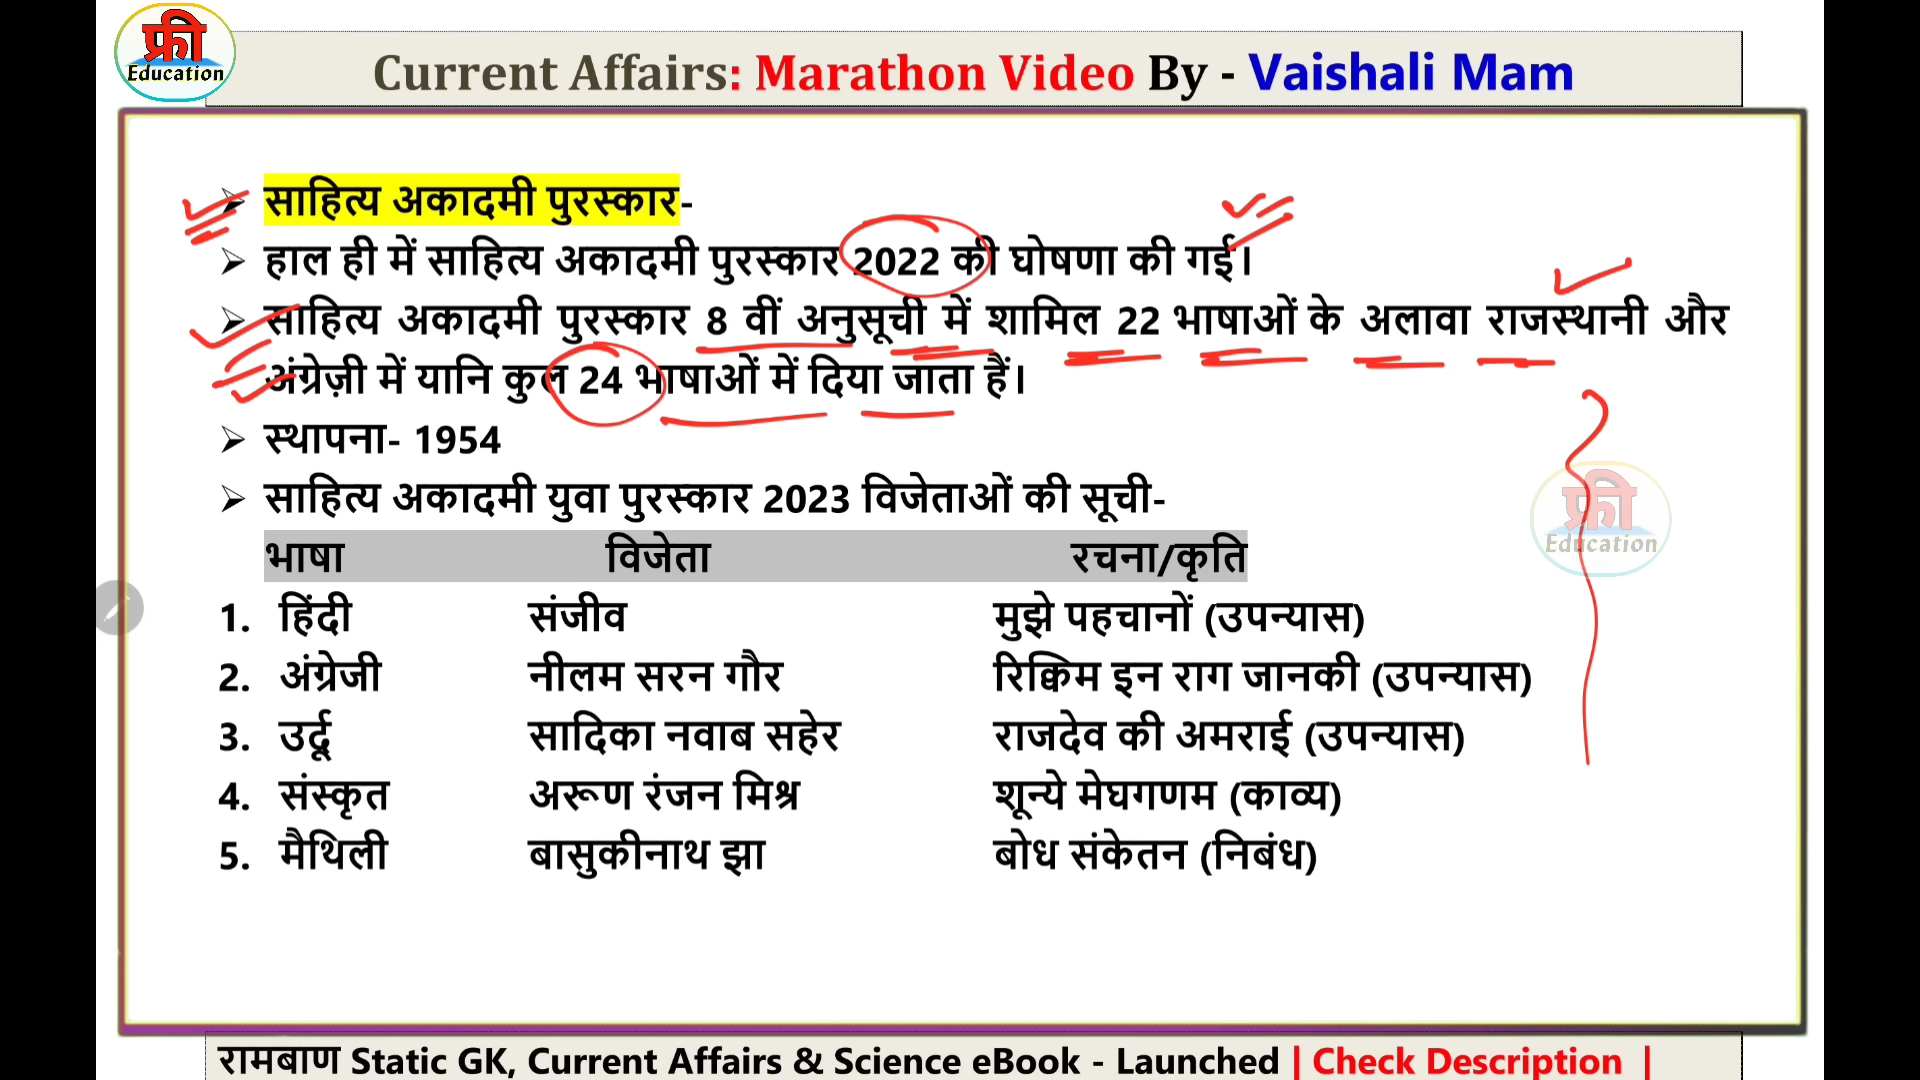 फ्री
Education
Current Affairs: Marathon Video By - Vaishali Mam
➢ साहित्य अकादमी पुरस्कार-
➢ हाल ही में साहित्य अकादमी पुरस्कार 2022 की घोषणा की गई।
➢ साहित्य अकादमी पुरस्कार 8 वीं अनुसूची में शामिल 22 भाषाओं के अलावा राजस्थानी और
अंग्रेज़ी में यानि कुल 24 भाषाओं में दिया जाता हैं।
➢ स्थापना- 1954
➢ साहित्य अकादमी युवा पुरस्कार 2023 विजेताओं की सूची-
भाषा विजेता रचना/कृति
1. हिंदी संजीव मुझे पहचानों (उपन्यास)
2. अंग्रेजी नीलम सरन गौर रिक्विम इन राग जानकी (उपन्यास)
3. उर्दू सादिका नवाब सहेर राजदेव की अमराई (उपन्यास)
4. संस्कृत अरूण रंजन मिश्र शून्ये मेघगणम (काव्य)
5. मैथिली बासुकीनाथ झा बोध संकेतन (निबंध)
फ्री
Education
रामबाण Static GK, Current Affairs & Science eBook - Launched | Check Description |